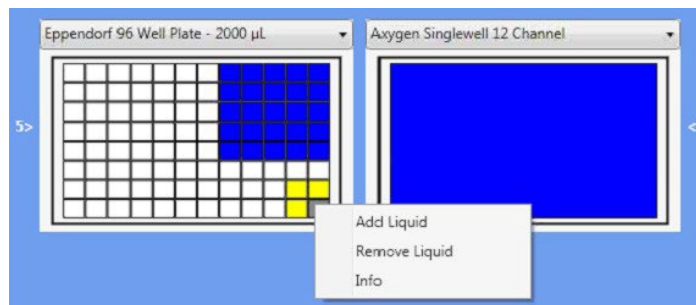 Eppendorf 96 Well Plate - 2000 µL
Axygen Singlewell 12 Channel
5>
<
Add Liquid
Remove Liquid
Info